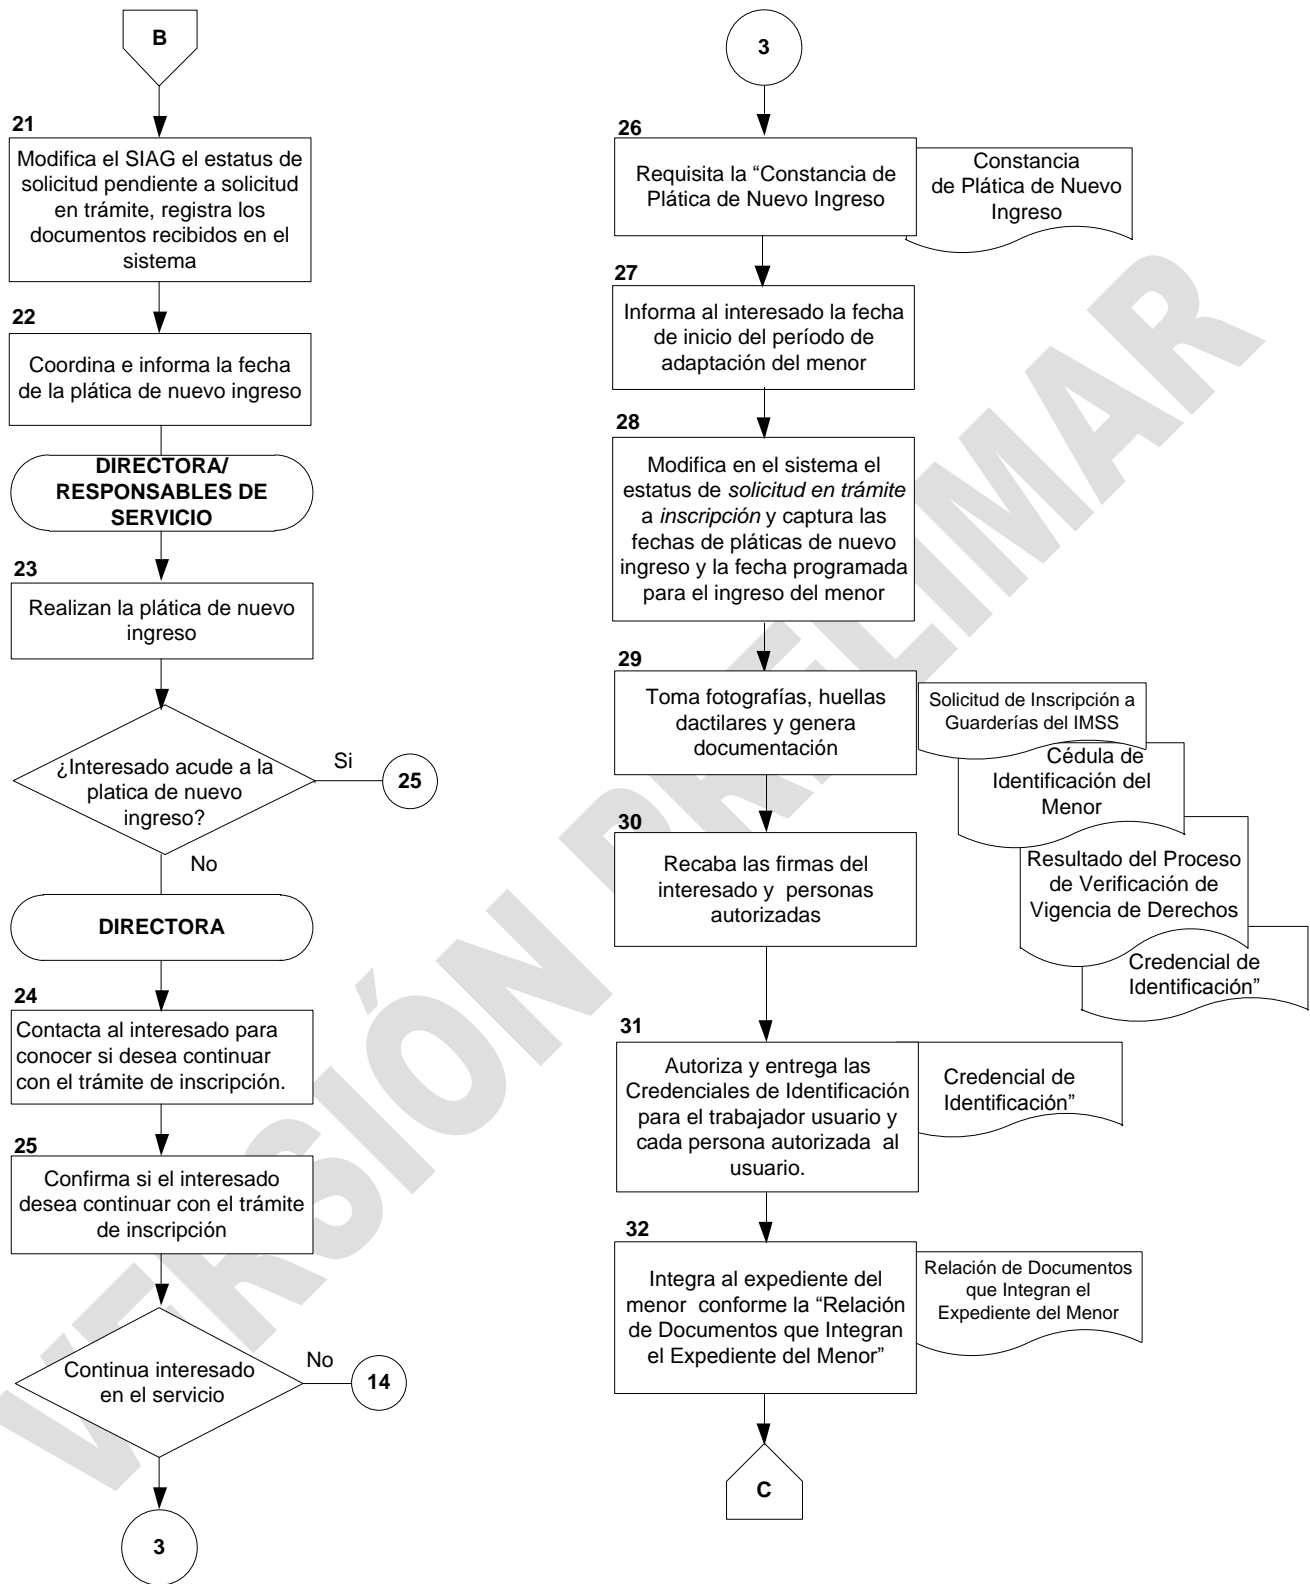 B
21
Modifica el SIAG el estatus de
solicitud pendiente a solicitud
en trámite, registra los
documentos recibidos en el
sistema
22
Coordina e informa la fecha
de la plática de nuevo ingreso
DIRECTORA/
RESPONSABLES DE
SERVICIO
23
Realizan la plática de nuevo
ingreso
¿Interesado acude a la
platica de nuevo
ingreso?
Si
25
No
DIRECTORA
24
Contacta al interesado para
conocer si desea continuar
con el trámite de inscripción.
25
Confirma si el interesado
desea continuar con el trámite
de inscripción
Continua interesado
en el servicio
No
14
3
3
26
Requisita la “Constancia de
Plática de Nuevo Ingreso
Constancia
de Plática de Nuevo
Ingreso
27
Informa al interesado la fecha
de inicio del período de
adaptación del menor
28
Modifica en el sistema el
estatus de solicitud en trámite
a inscripción y captura las
fechas de pláticas de nuevo
ingreso y la fecha programada
para el ingreso del menor
29
Toma fotografías, huellas
dactilares y genera
documentación
Solicitud de Inscripción a
Guarderías del IMSS
Cédula de
Identificación del
Menor
Resultado del Proceso
de Verificación de
Vigencia de Derechos
Credencial de
Identificación”
30
Recaba las firmas del
interesado y personas
autorizadas
31
Autoriza y entrega las
Credenciales de Identificación
para el trabajador usuario y
cada persona autorizada al
usuario.
Credencial de
Identificación”
32
Integra al expediente del
menor conforme la “Relación
de Documentos que Integran
el Expediente del Menor”
Relación de Documentos
que Integran el
Expediente del Menor
C
VERSIÓN PRELIMAR